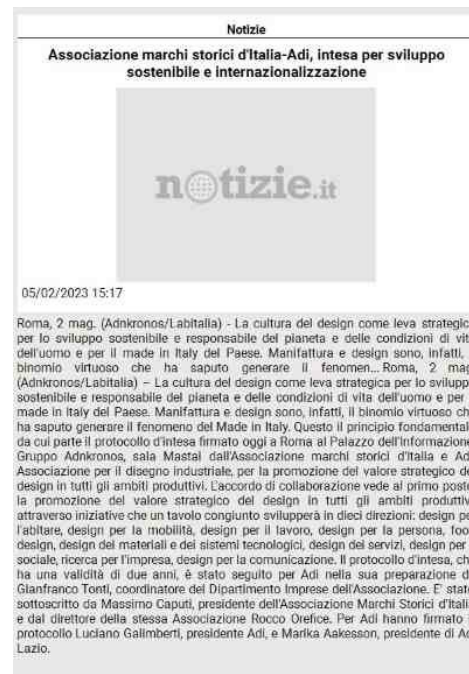 Notizie
Associazione marchi storici d'Italia-Adi, intesa per sviluppo
sostenibile e internazionalizzazione
notizie.it
05/02/2023 15:17
Roma, 2 mag. (Adnkronos/Labitalia) - La cultura del design come leva strategic
per lo sviluppo sostenibile e responsabile del pianeta e delle condizioni di vit
dell'uomo e per il made in Italy del Paese. Manifattura e design sono, infatti,
binomio virtuoso che ha saputo generare il fenomen... Roma, 2 mag
(Adnkronos/Labitalia) – La cultura del design come leva strategica per lo svilupp
sostenibile e responsabile del pianeta e delle condizioni di vita dell'uomo e per
made in italy del Paese. Manifattura e design sono, infatti, il binomio virtuoso ch
ha saputo generare il fenomeno del Made in Italy. Questo il principio fondamental
da cui parte il protocollo d'intesa firmato oggi a Roma al Palazzo dell'Informazione
Gruppo Adnkronos, sala Mastai dall'Associazione marchi storici d'Italia e Ad
Associazione per il disegno industriale, per la promozione del valore strategico de
design in tutti gli ambiti produttivi. L'accordo di collaborazione vede al primo post
la promozione del valore strategico del design in tutti gli ambiti produttiv
attraverso iniziative che un tavolo congiunto svilupperà in dieci direzioni: design pe
l'abitare, design per la mobilità, design per il lavoro, design per la persona, foo
design, design dei materiali e dei sistemi tecnologici, design dei servizi, design per
sociale, ricerca per l'impresa, design per la comunicazione. Il protocollo d'intesa, ch
ha una validità di due anni, è stato seguito per Adi nella sua preparazione d
Gianfranco Tonti, coordinatore del Dipartimento Imprese dell'Associazione. E' stat
sottoscritto da Massimo Caputi, presidente dell'Associazione Marchi Storici d'Itali
e dal direttore della stessa Associazione Rocco Orefice. Per Adi hanno firmato
protocollo Luciano Galimberti, presidente Adi, e Marika Aakesson, presidente di Ad
Lazio.